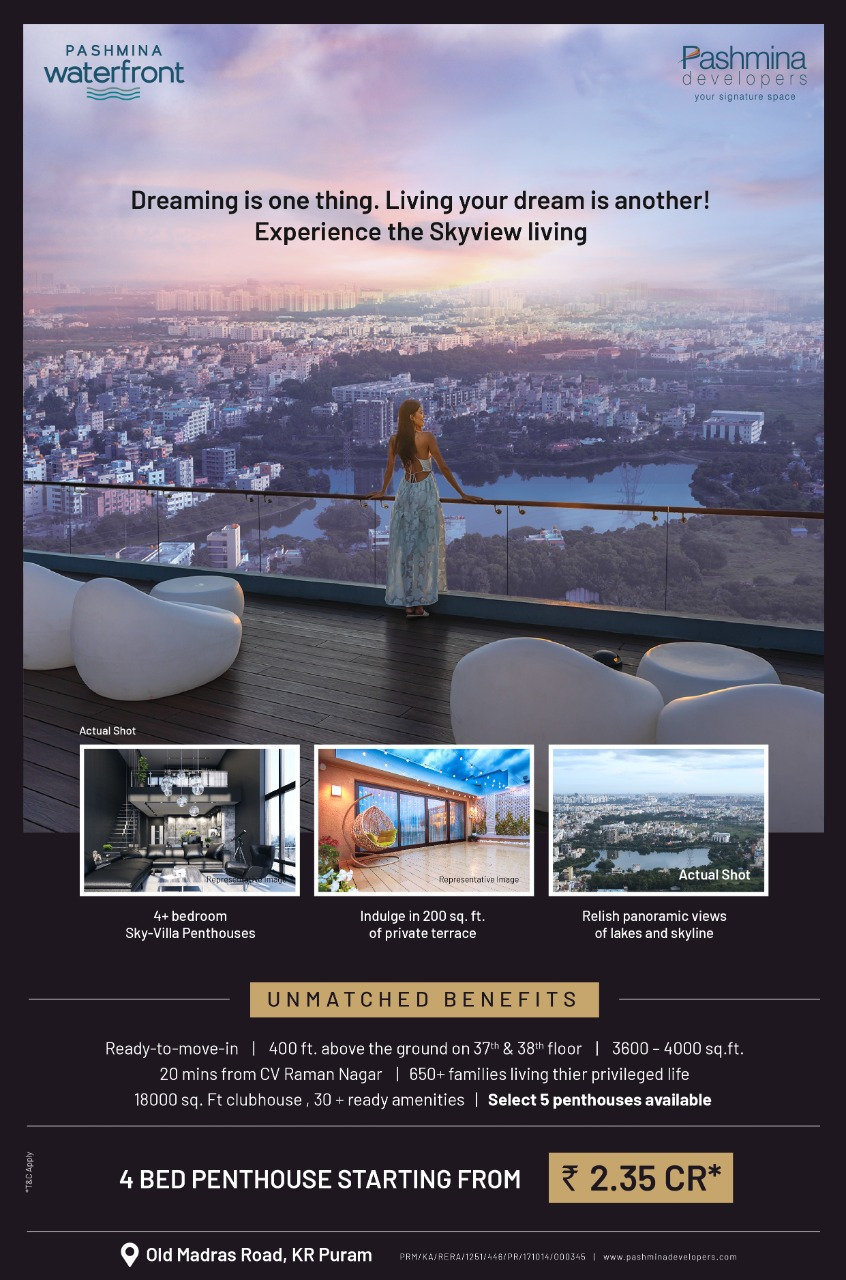 PASHMINA
waterfront
Pashmina
developers
your signature space
Dreaming is one thing. Living your dream is another!
Experience the Skyview living
Actual Shot
Representative Image
Representative Image
Actual Shot
4+ bedroom
Sky-Villa Penthouses
Indulge in 200 sq. ft.
of private terrace
Relish panoramic views
of lakes and skyline
UNMATCHED BENEFITS
Ready-to-move-in | 400 ft. above the ground on 37th & 38th floor | 3600 – 4000 sq.ft.
20 mins from CV Raman Nagar | 650+ families living thier privileged life
18000 sq. Ft clubhouse , 30 + ready amenities | Select 5 penthouses available
*T&C Apply
4 BED PENTHOUSE STARTING FROM ₹ 2.35 CR*
Old Madras Road, KR Puram PRM/KA/RERA/1251/446/PR/171014/000345 | www.pashminadevelopers.com